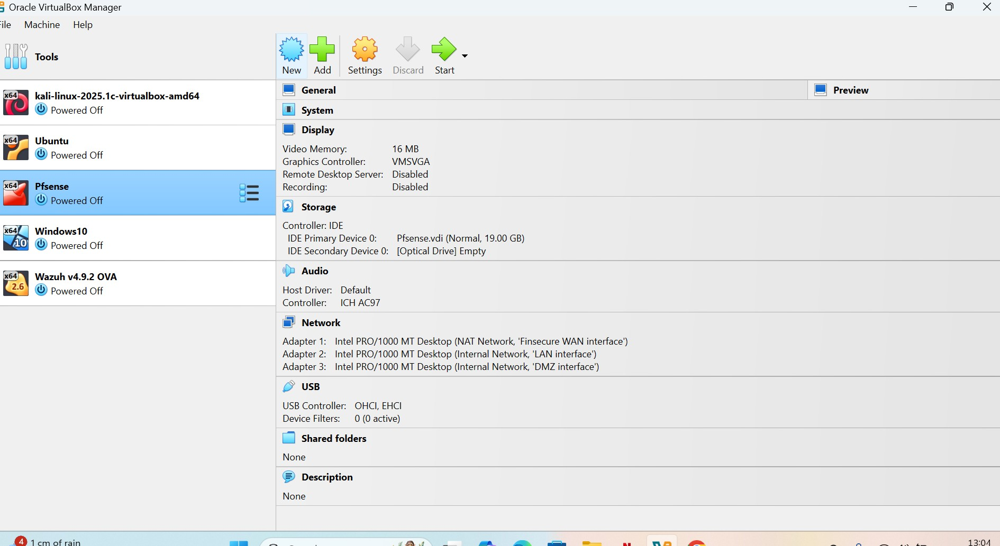 Oracle VirtualBox Manager
File Machine Help
Tools
New Add Settings Discard Start
x64 kali-linux-2025.1c-virtualbox-amd64
Powered Off
x64 Ubuntu
Powered Off
x64 Pfsense
Powered Off
x64 10 Windows10
Powered Off
x64 2.6 Wazuh v4.9.2 OVA
Powered Off
General
Preview
System
Display
Video Memory: 16 MB
Graphics Controller: VMSVGA
Remote Desktop Server: Disabled
Recording: Disabled
Storage
Controller: IDE
IDE Primary Device 0: Pfsense.vdi (Normal, 19.00 GB)
IDE Secondary Device 0: [Optical Drive] Empty
Audio
Host Driver: Default
Controller: ICH AC97
Network
Adapter 1: Intel PRO/1000 MT Desktop (NAT Network, 'Finsecure WAN interface')
Adapter 2: Intel PRO/1000 MT Desktop (Internal Network, 'LAN interface')
Adapter 3: Intel PRO/1000 MT Desktop (Internal Network, 'DMZ interface')
USB
USB Controller: OHCI, EHCI
Device Filters: 0 (0 active)
Shared folders
None
Description
None
4 1 cm of rain
13:04